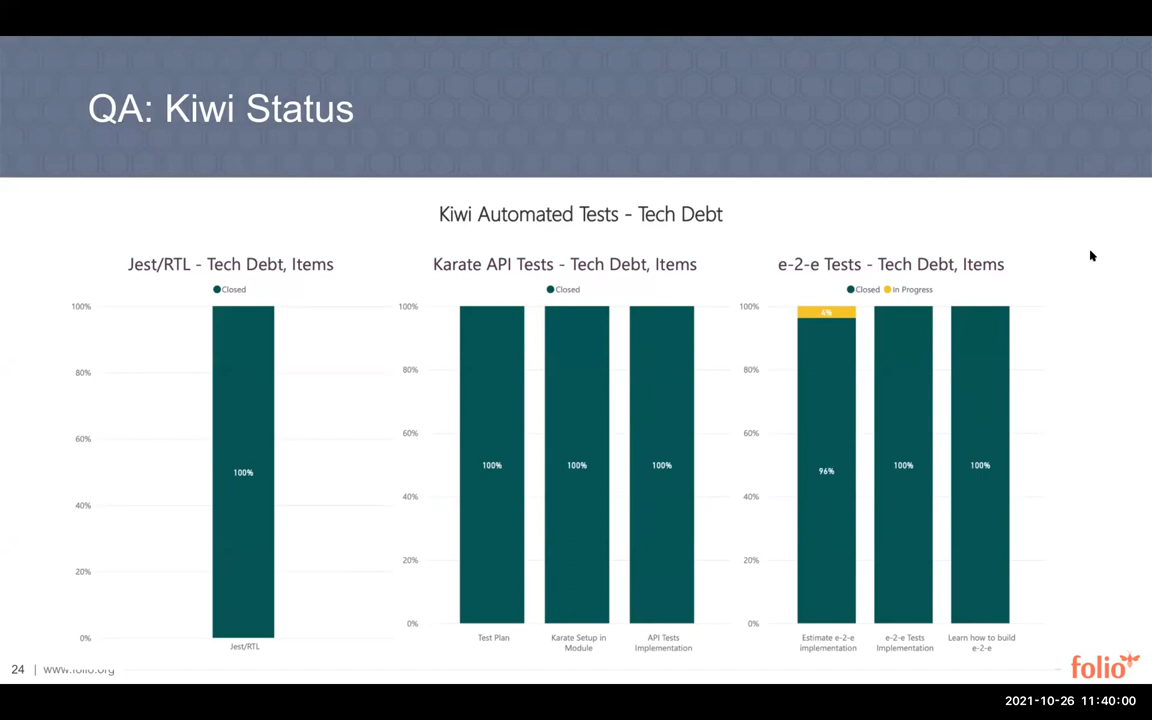 QA: Kiwi Status
Kiwi Automated Tests - Tech Debt
Jest/RTL - Tech Debt, Items
Closed
100%
80%
60%
40%
20%
0%
100%
Jest/RTL
Karate API Tests - Tech Debt, Items
Closed
100%
80%
60%
40%
20%
0%
100%
100%
100%
Test Plan
Karate Setup in
Module
API Tests
Implementation
e-2-e Tests - Tech Debt, Items
Closed In Progress
100%
80%
60%
40%
20%
0%
4%
96%
100%
100%
Estimate e-2-e
implementation
e-2-e Tests
Implementation
Learn how to build
e-2-e
24 | www.folio.org
folio
2021-10-26 11:40:00